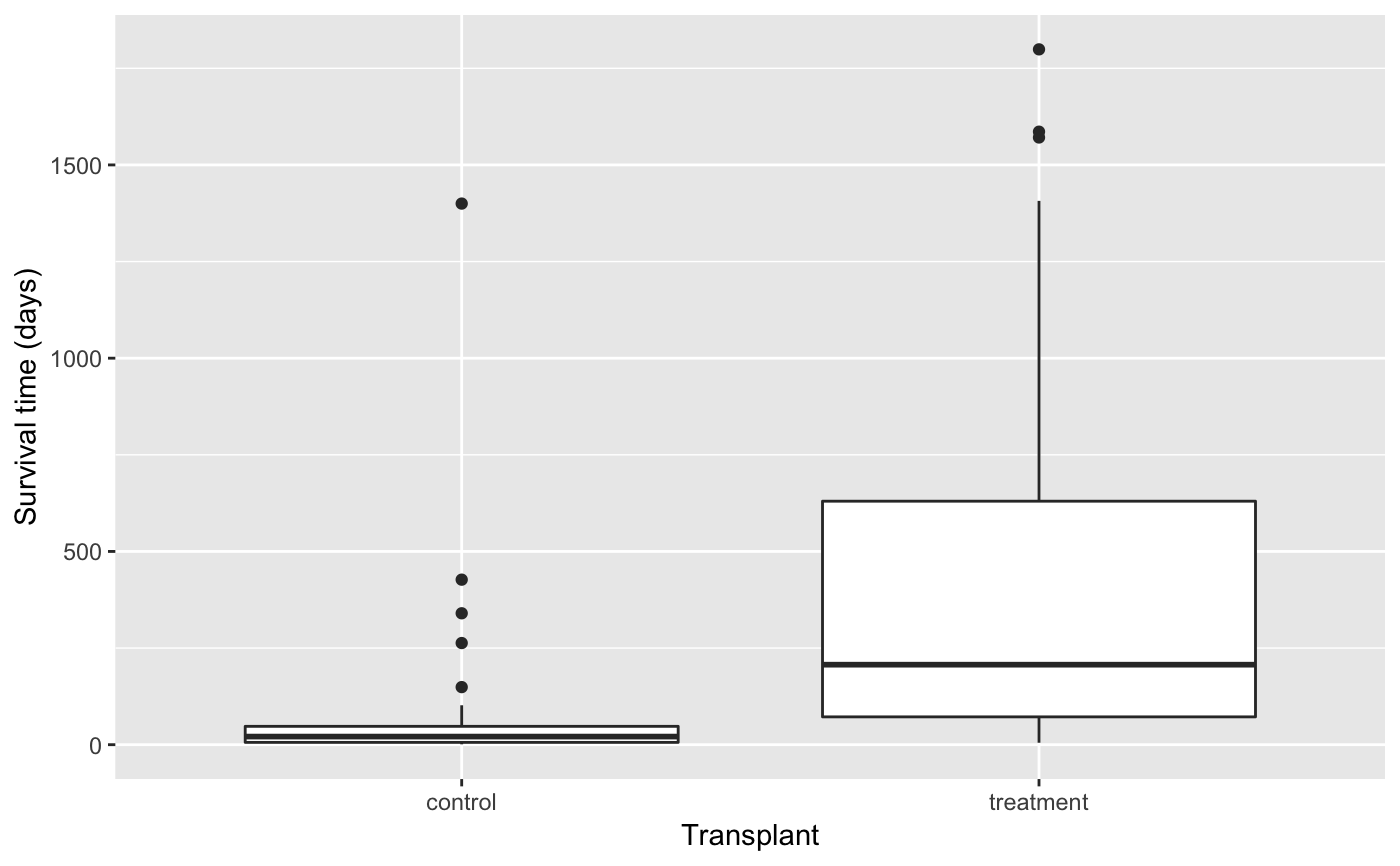 Survival time (days)
1500
1000
500
0
control
treatment
Transplant